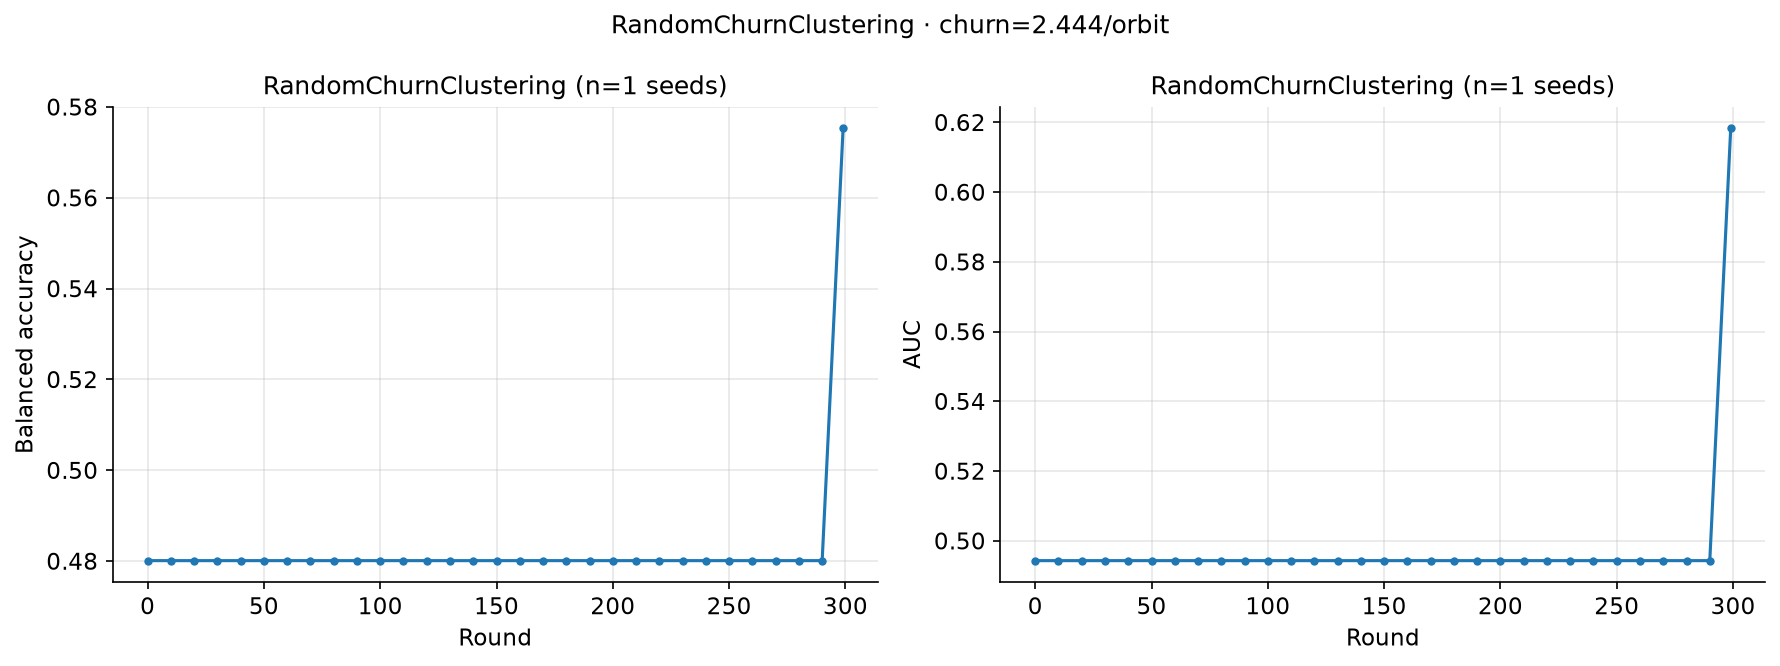 RandomChurnClustering · churn=2.444/orbit
RandomChurnClustering (n=1 seeds)
Balanced accuracy
0.58
0.56
0.54
0.52
0.50
0.48
0 50 100 150 200 250 300
Round
RandomChurnClustering (n=1 seeds)
AUC
0.62
0.60
0.58
0.56
0.54
0.52
0.50
0 50 100 150 200 250 300
Round